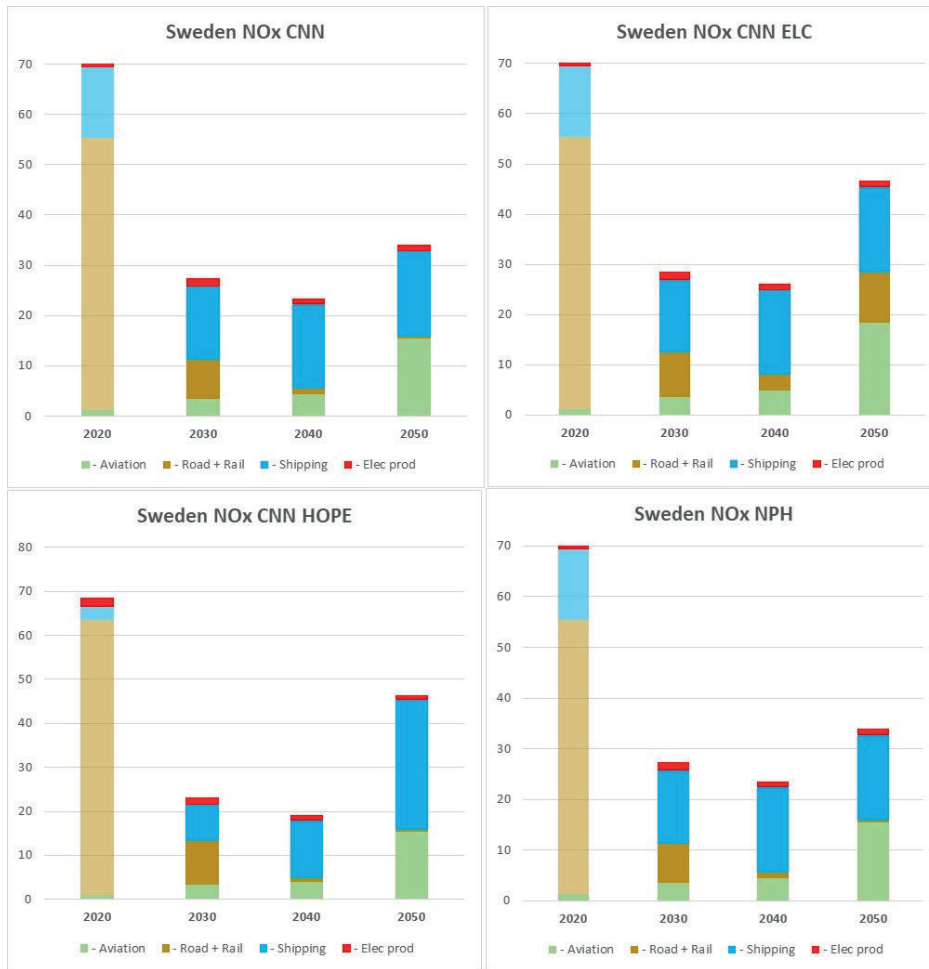 Sweden NOx CNN
70
60
50
40
30
20
10
0
2020 2030 2040 2050
- Aviation - Road + Rail - Shipping - Elec prod
Sweden NOx CNN ELC
70
60
50
40
30
20
10
0
2020 2030 2040 2050
- Aviation - Road + Rail - Shipping - Elec prod
Sweden NOx CNN HOPE
80
70
60
50
40
30
20
10
0
2020 2030 2040 2050
- Aviation - Road + Rail - Shipping - Elec prod
Sweden NOx NPH
70
60
50
40
30
20
10
0
2020 2030 2040 2050
- Aviation - Road + Rail - Shipping - Elec prod